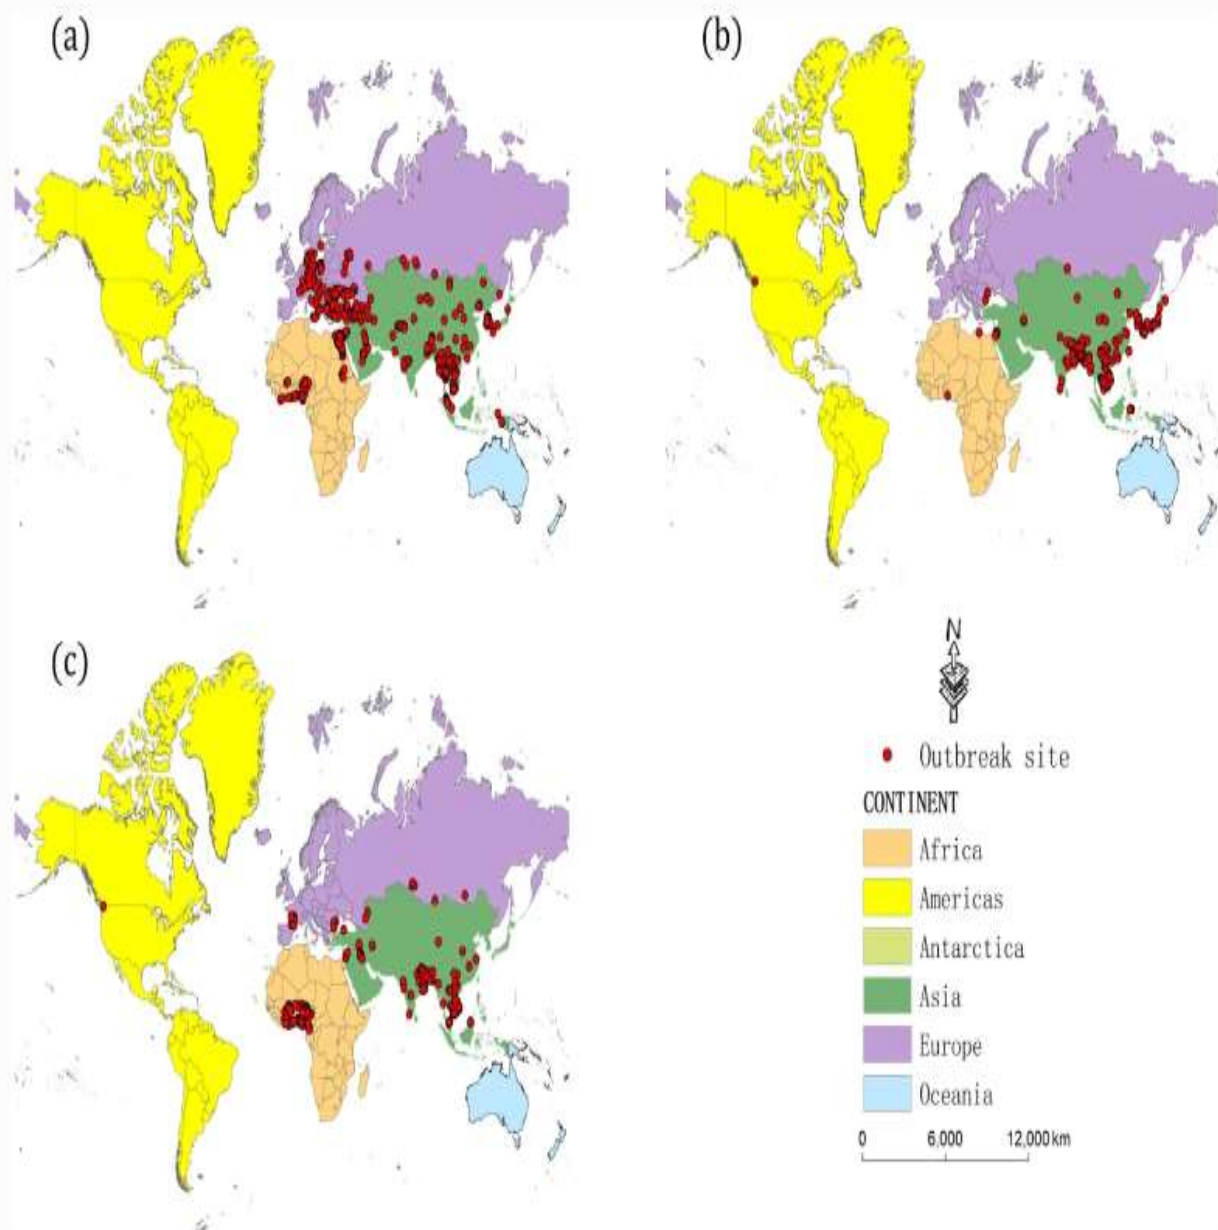 (a)
(b)
(c)
N
Outbreak site
CONTINENT
Africa
Americas
Antarctica
Asia
Europe
Oceania
0 6,000 12,000 km